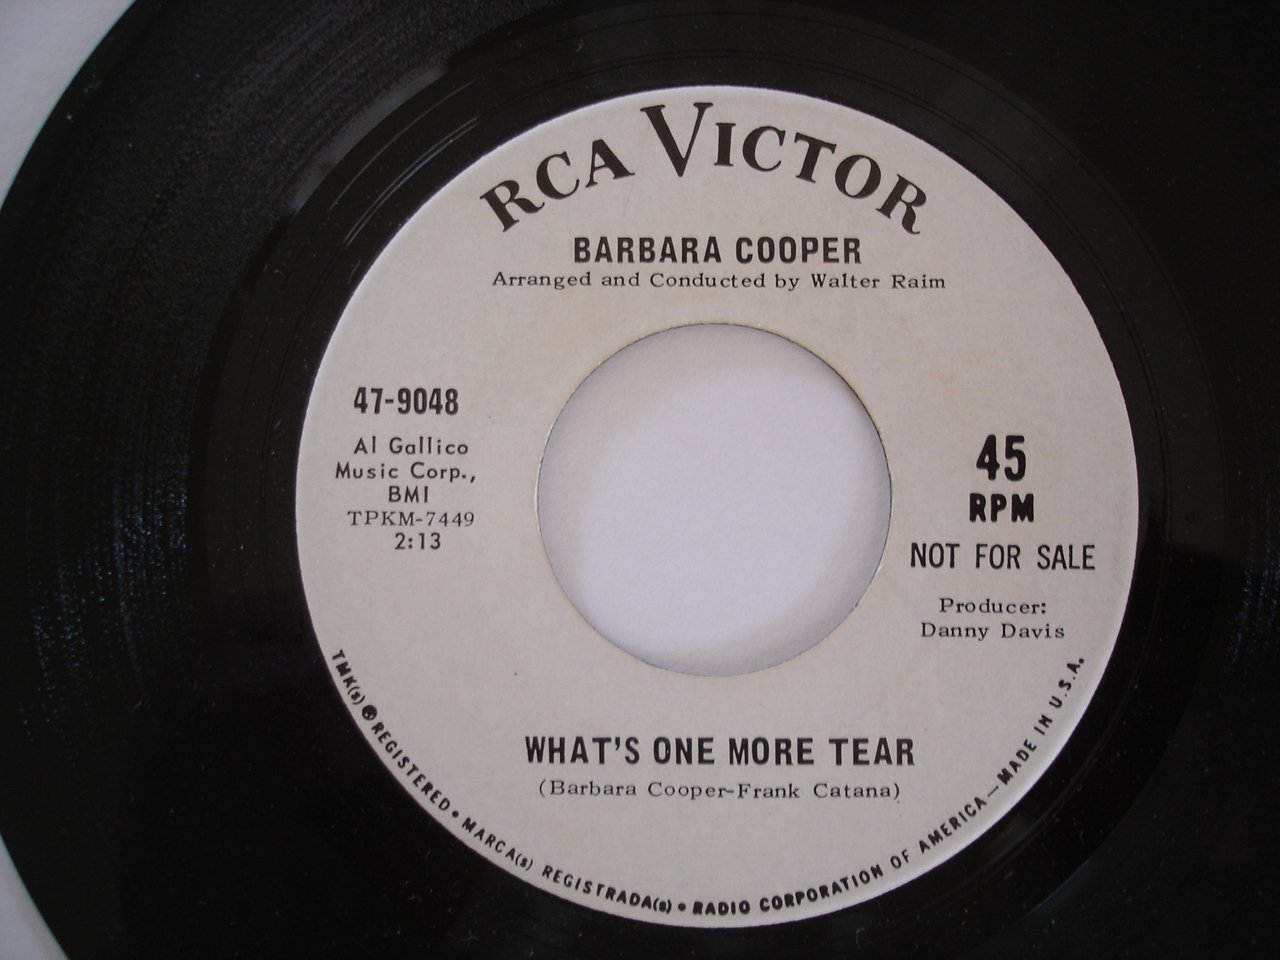 RCA VICTOR
BARBARA COOPER
Arranged and Conducted by Walter Raim
47-9048
Al Gallico
Music Corp.,
BMI
TPKM-7449
2:13
45
RPM
NOT FOR SALE
Producer:
Danny Davis
WHAT'S ONE MORE TEAR
(Barbara Cooper-Frank Catana)
TMK(s) ® REGISTERED • MARCA(s) REGISTRADA(s) • RADIO CORPORATION OF AMERICA — MADE IN U.S.A.